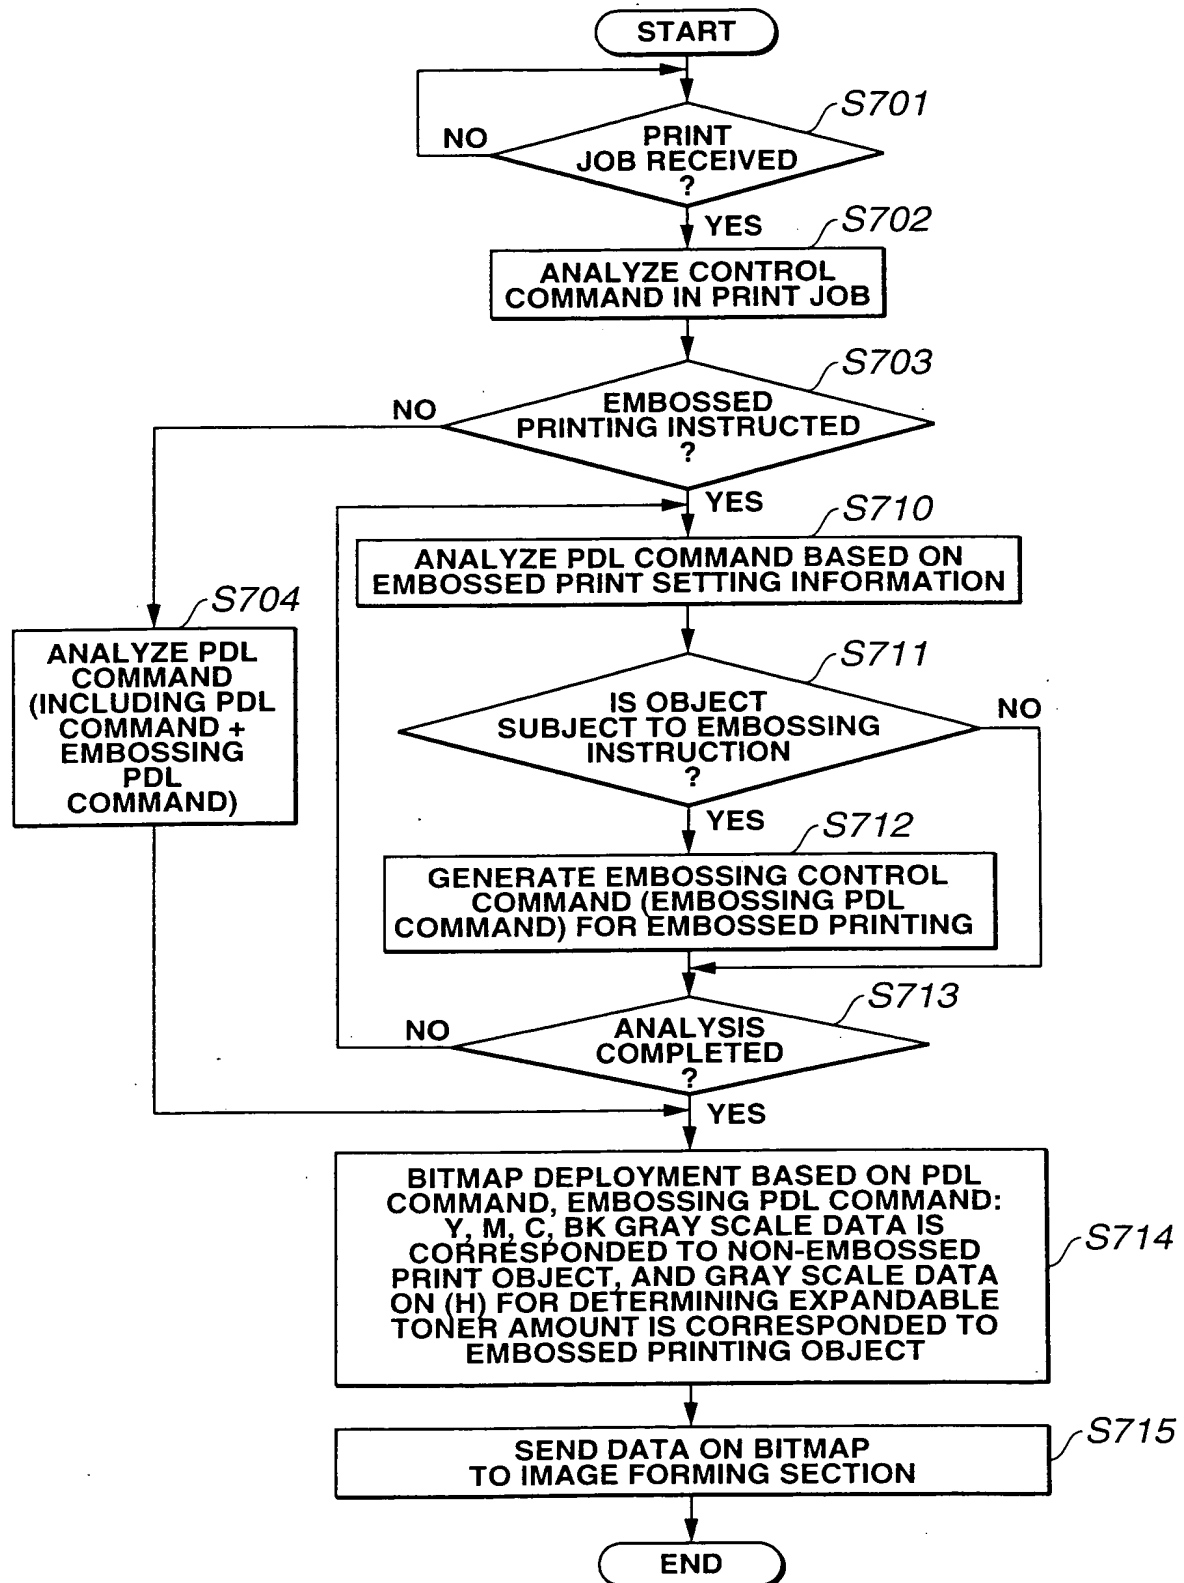 START
S701
NO
PRINT
JOB RECEIVED
?
YES
S702
ANALYZE CONTROL
COMMAND IN PRINT JOB
S703
NO
EMBOSSED
PRINTING INSTRUCTED
?
YES
S710
ANALYZE PDL COMMAND BASED ON
EMBOSSED PRINT SETTING INFORMATION
S704
ANALYZE PDL
COMMAND
(INCLUDING PDL
COMMAND +
EMBOSSING
PDL
COMMAND)
S711
IS OBJECT
SUBJECT TO EMBOSSING
INSTRUCTION
?
NO
YES
S712
GENERATE EMBOSSING CONTROL
COMMAND (EMBOSSING PDL
COMMAND) FOR EMBOSSED PRINTING
S713
NO
ANALYSIS
COMPLETED
?
YES
BITMAP DEPLOYMENT BASED ON PDL
COMMAND, EMBOSSING PDL COMMAND:
Y, M, C, BK GRAY SCALE DATA IS
CORRESPONDED TO NON-EMBOSSED
PRINT OBJECT, AND GRAY SCALE DATA
ON (H) FOR DETERMINING EXPANDABLE
TONER AMOUNT IS CORRESPONDED TO
EMBOSSED PRINTING OBJECT
S714
SEND DATA ON BITMAP
TO IMAGE FORMING SECTION
S715
END